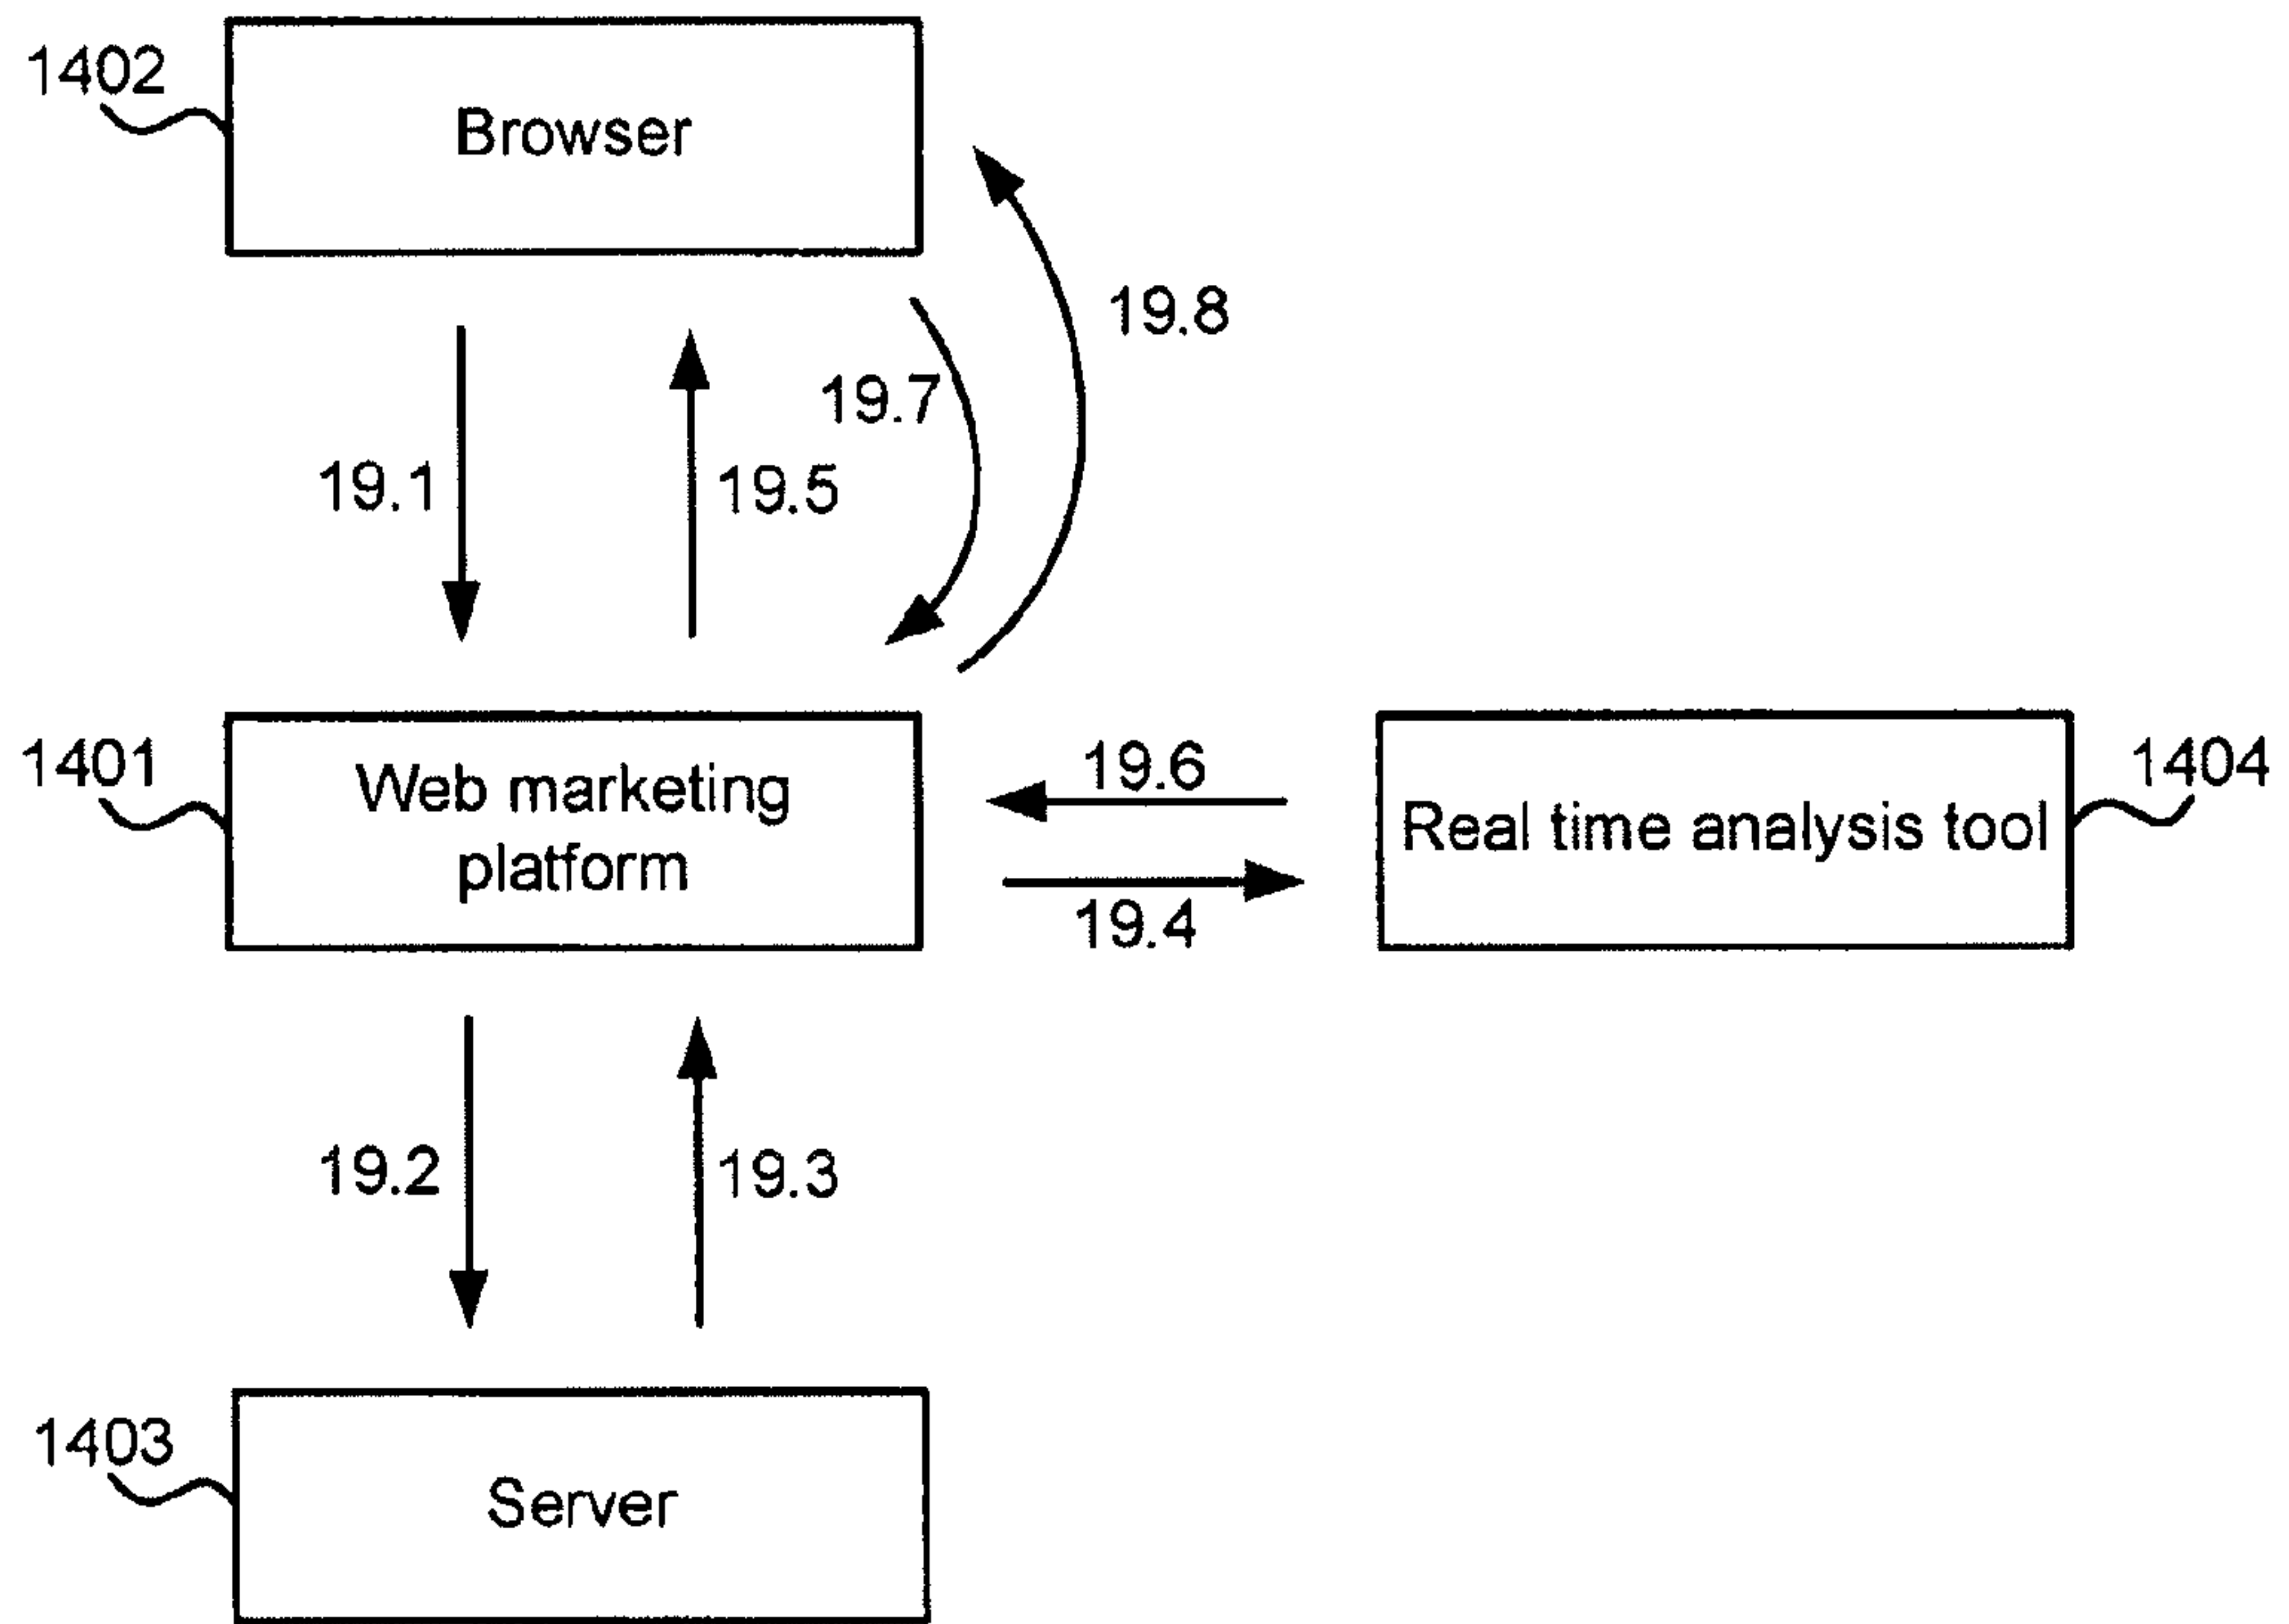 1402
Browser
19.8
19.7
19.1
19.5
1401
Web marketing
platform
19.6
19.4
Real time analysis tool
1404
19.2
19.3
1403
Server